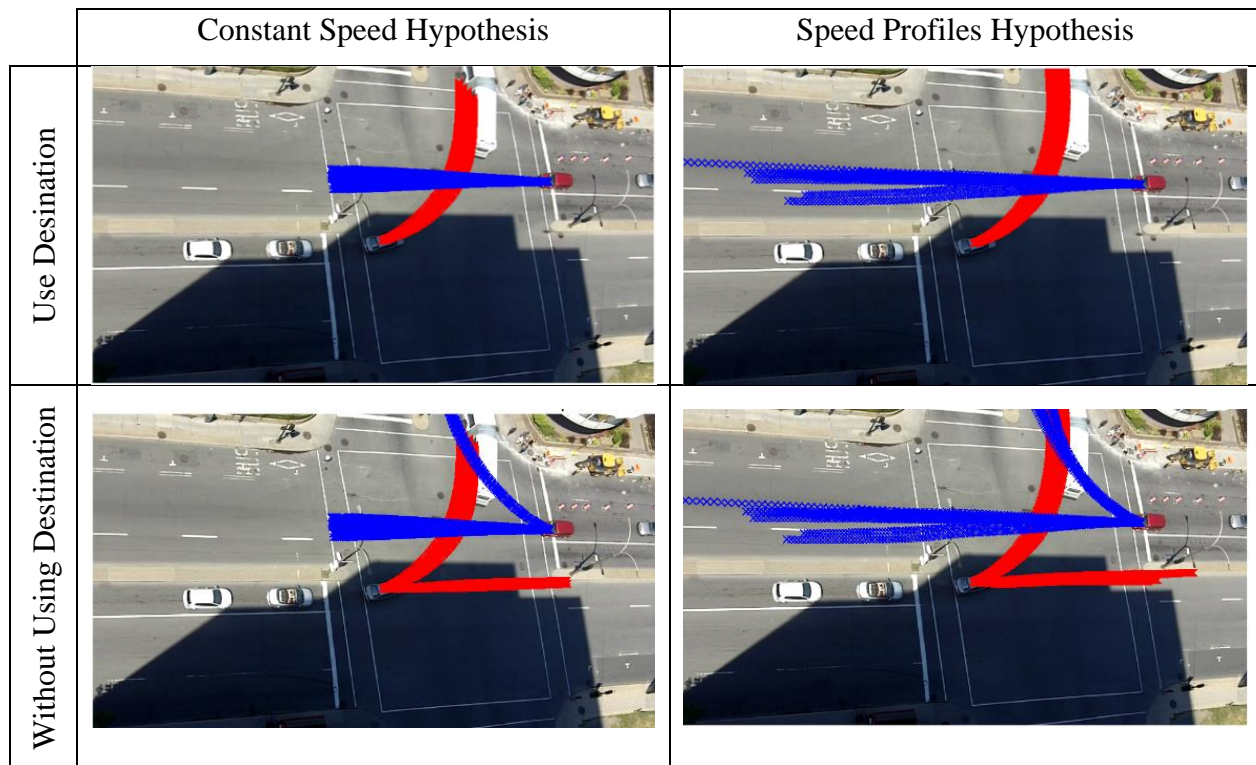 Constant Speed Hypothesis
Speed Profiles Hypothesis
Use Desination
Without Using Destination